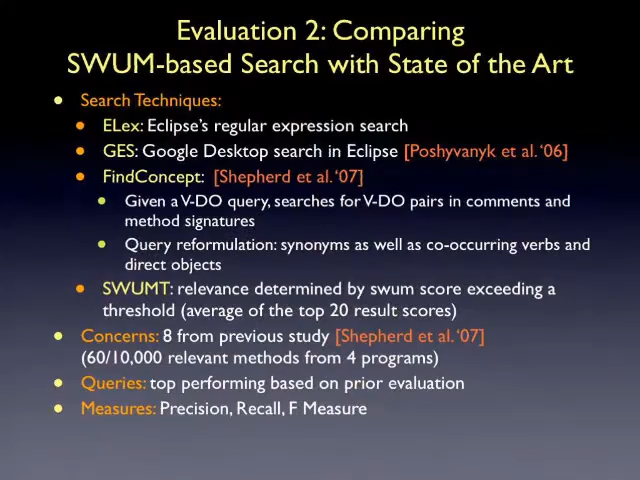 Evaluation 2: Comparing
SWUM-based Search with State of the Art
• Search Techniques:
• ELex: Eclipse's regular expression search
• GES: Google Desktop search in Eclipse [Poshyvanyk et al. '06]
• FindConcept: [Shepherd et al. '07]
• Given a V-DO query, searches for V-DO pairs in comments and
method signatures
• Query reformulation: synonyms as well as co-occurring verbs and
direct objects
• SWUMT: relevance determined by swum score exceeding a
threshold (average of the top 20 result scores)
• Concerns: 8 from previous study [Shepherd et al. '07]
(60/10,000 relevant methods from 4 programs)
• Queries: top performing based on prior evaluation
• Measures: Precision, Recall, F Measure